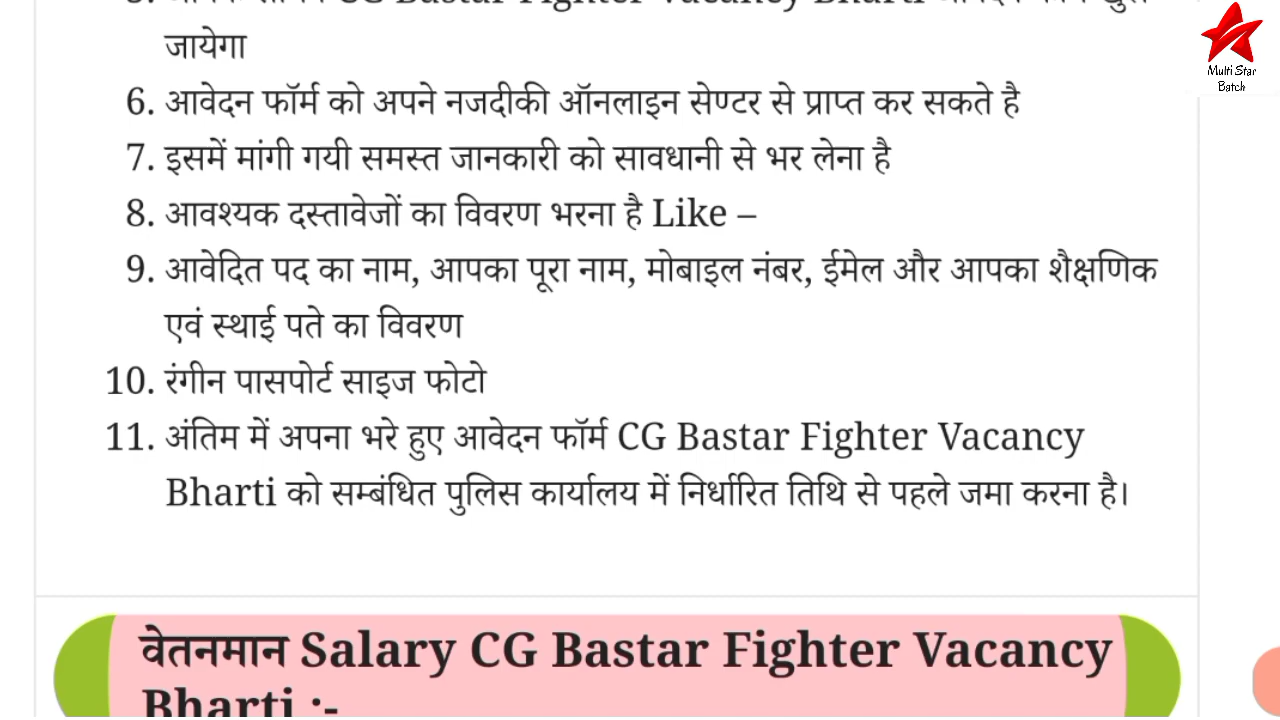 जायेगा
6. आवेदन फॉर्म को अपने नजदीकी ऑनलाइन सेण्टर से प्राप्त कर सकते है
7. इसमें मांगी गयी समस्त जानकारी को सावधानी से भर लेना है
8. आवश्यक दस्तावेजों का विवरण भरना है Like –
9. आवेदित पद का नाम, आपका पूरा नाम, मोबाइल नंबर, ईमेल और आपका शैक्षणिक
एवं स्थाई पते का विवरण
10. रंगीन पासपोर्ट साइज फोटो
11. अंतिम में अपना भरे हुए आवेदन फॉर्म CG Bastar Fighter Vacancy
Bharti को सम्बंधित पुलिस कार्यालय में निर्धारित तिथि से पहले जमा करना है।
वेतनमान Salary CG Bastar Fighter Vacancy
Bharti :-
Multi Star
Batch